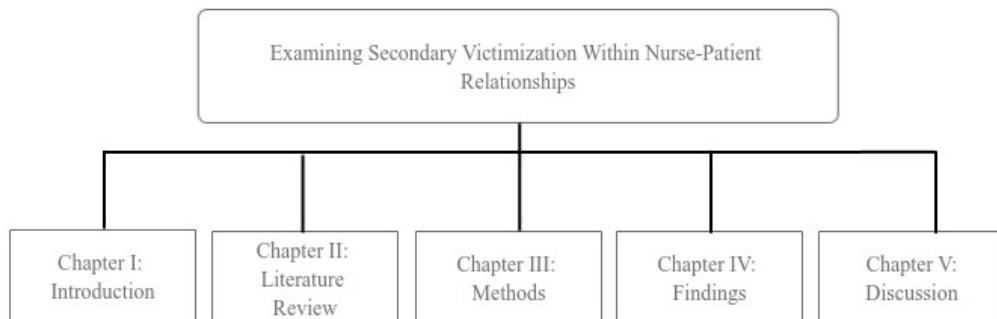 Examining Secondary Victimization Within Nurse-Patient
Relationships
Chapter I:
Introduction
Chapter II:
Literature
Review
Chapter III:
Methods
Chapter IV:
Findings
Chapter V:
Discussion